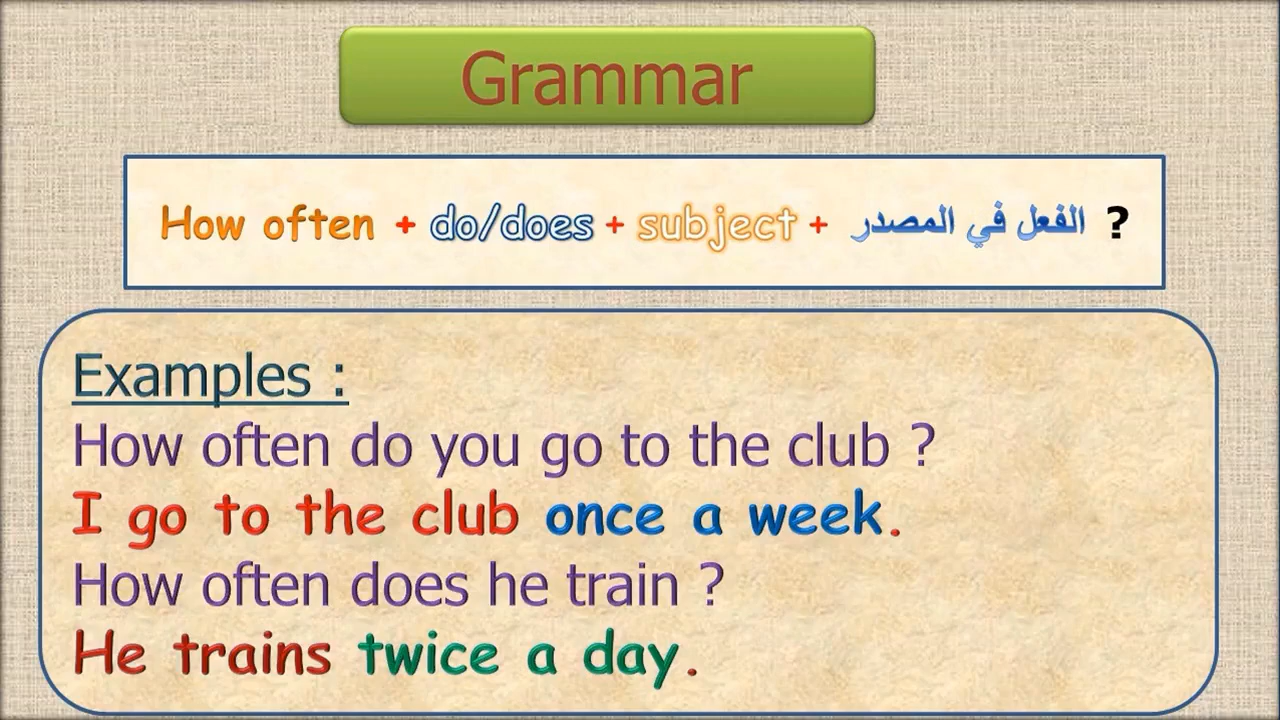 Grammar
How often + do/does + subject + الفعل في المصدر ?
Examples :
How often do you go to the club ?
I go to the club once a week.
How often does he train ?
He trains twice a day.